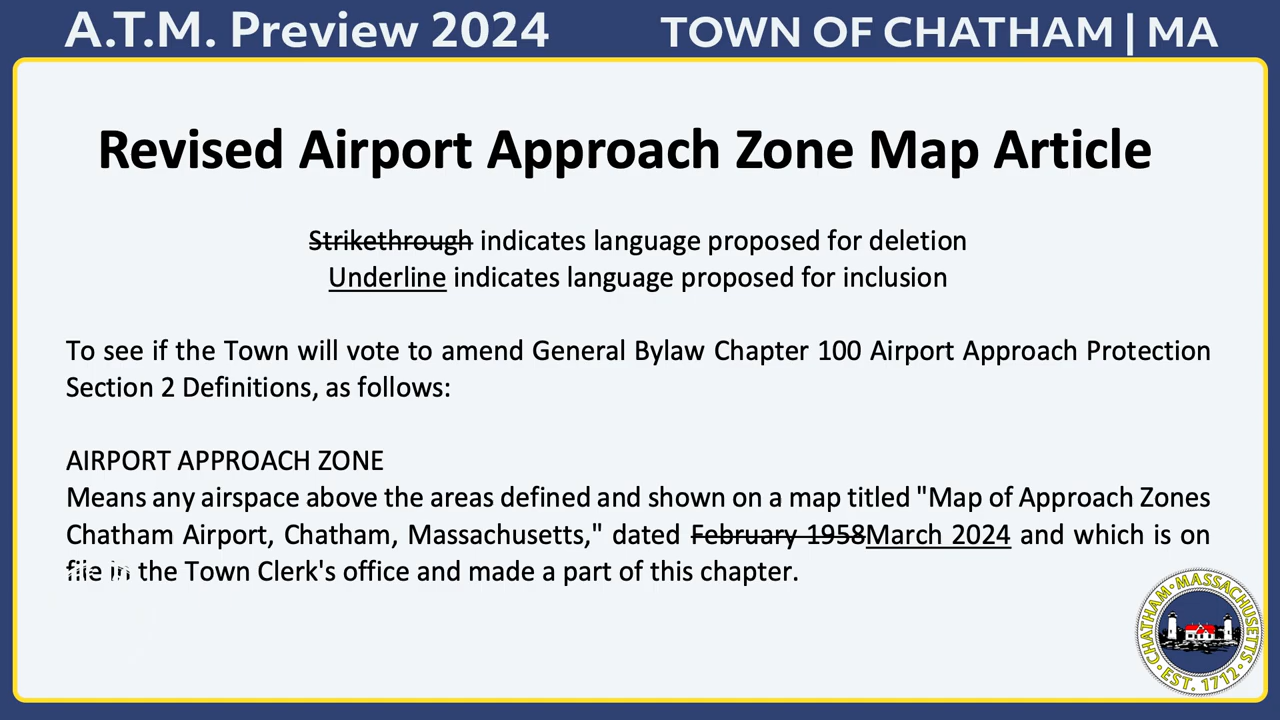 A.T.M. Preview 2024
TOWN OF CHATHAM | MA
Revised Airport Approach Zone Map Article
Strikethrough indicates language proposed for deletion
Underline indicates language proposed for inclusion
To see if the Town will vote to amend General Bylaw Chapter 100 Airport Approach Protection
Section 2 Definitions, as follows:
AIRPORT APPROACH ZONE
Means any airspace above the areas defined and shown on a map titled "Map of Approach Zones
Chatham Airport, Chatham, Massachusetts," dated February 1958March 2024 and which is on
file in the Town Clerk's office and made a part of this chapter.
CHATHAM · MASSACHUSETTS ·
EST. 1712